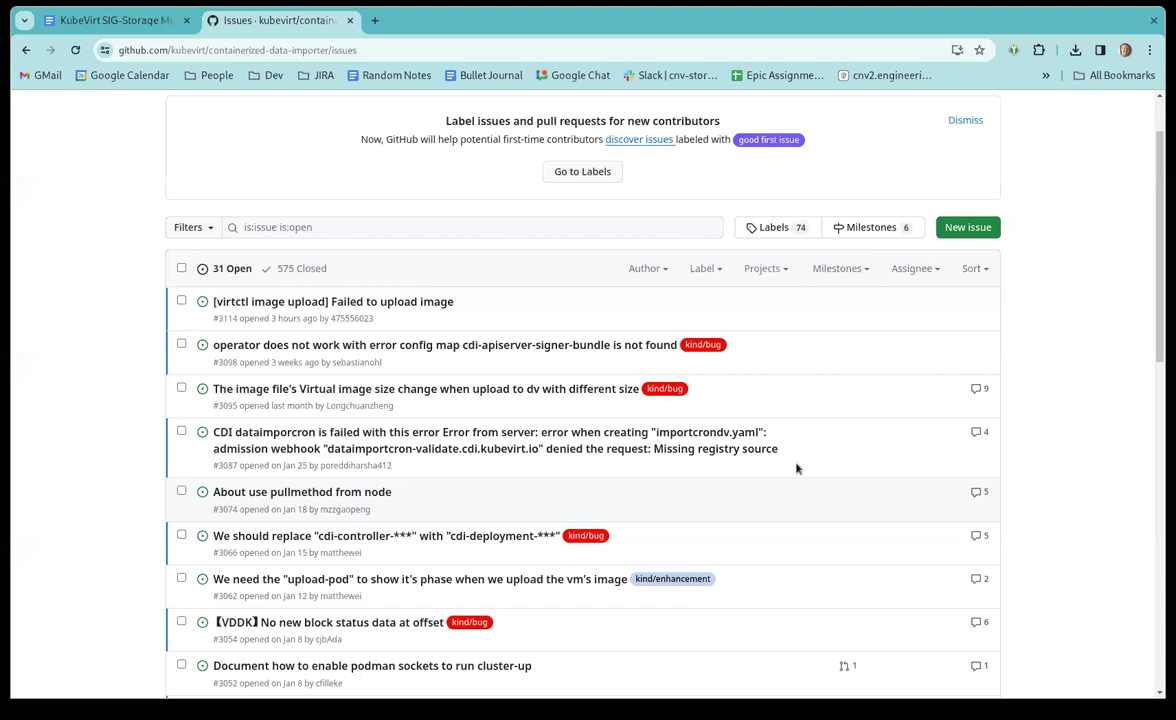 KubeVirt SIG-Storage M
Issues · kubevirt/contain
github.com/kubevirt/containerized-data-importer/issues
GMail
Google Calendar
People
Dev
JIRA
Random Notes
Bullet Journal
Google Chat
Slack | cnv-stor...
Epic Assignme...
cnv2.engineeri...
»
All Bookmarks
Label issues and pull requests for new contributors
Dismiss
Now, GitHub will help potential first-time contributors discover issues labeled with good first issue
Go to Labels
Filters
is:issue is:open
Labels 74
Milestones 6
New issue
31 Open
575 Closed
Author
Label
Projects
Milestones
Assignee
Sort
[virtctl image upload] Failed to upload image
#3114 opened 3 hours ago by 475556023
operator does not work with error config map cdi-apiserver-signer-bundle is not found kind/bug
#3098 opened 3 weeks ago by sebastianohl
The image file's Virtual image size change when upload to dv with different size kind/bug
9
#3095 opened last month by Longchuanzheng
CDI dataimporcron is failed with this error Error from server: error when creating "importcrondv.yaml":
4
admission webhook "dataimportcron-validate.cdi.kubevirt.io" denied the request: Missing registry source
#3087 opened on Jan 25 by poreddiharsha412
About use pullmethod from node
5
#3074 opened on Jan 18 by mzzgaopeng
We should replace "cdi-controller-***" with "cdi-deployment-***" kind/bug
5
#3066 opened on Jan 15 by matthewei
We need the "upload-pod" to show it's phase when we upload the vm's image kind/enhancement
2
#3062 opened on Jan 12 by matthewei
【VDDK】No new block status data at offset kind/bug
6
#3054 opened on Jan 8 by cjbAda
Document how to enable podman sockets to run cluster-up
1
1
#3052 opened on Jan 8 by cfilleke